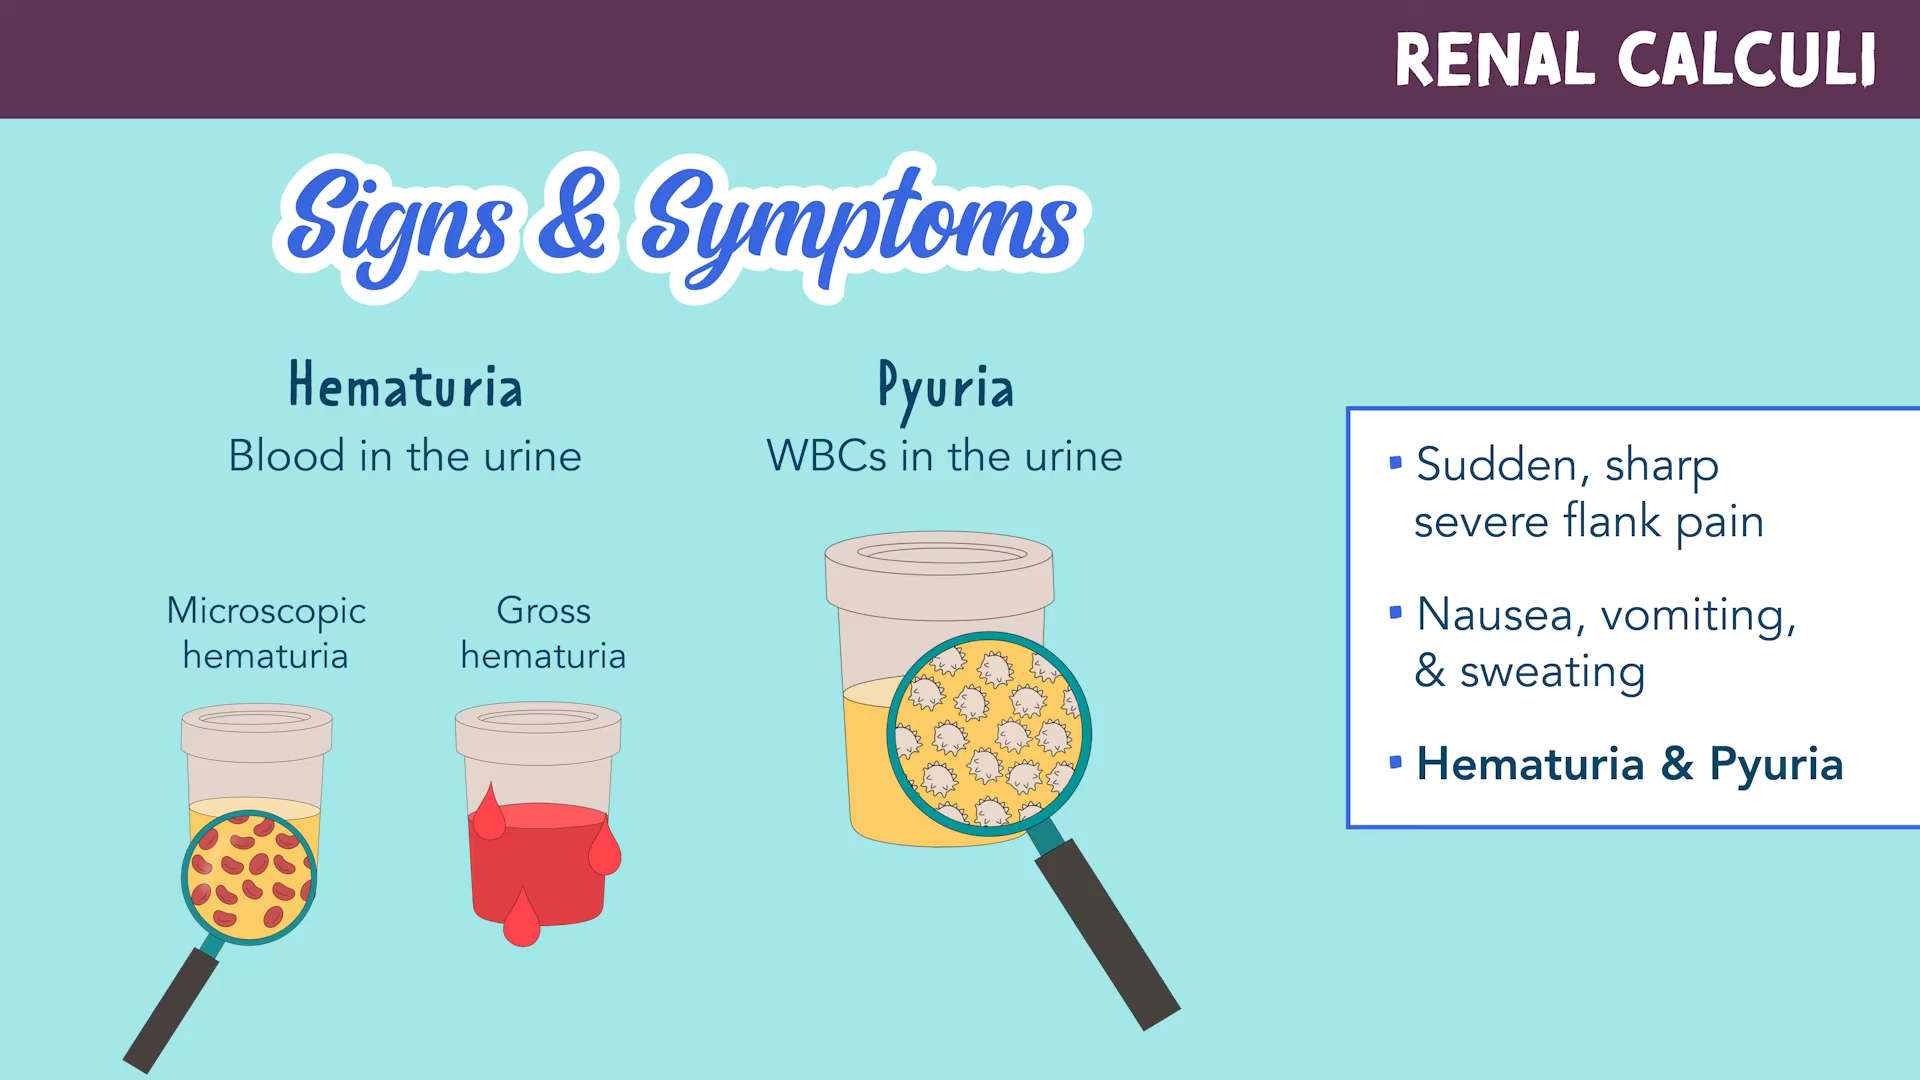 RENAL CALCULI
Signs & Symptoms
Hematuria
Blood in the urine
Microscopic
hematuria
Gross
hematuria
Pyuria
WBCs in the urine
▪ Sudden, sharp
severe flank pain
▪ Nausea, vomiting,
& sweating
▪ Hematuria & Pyuria